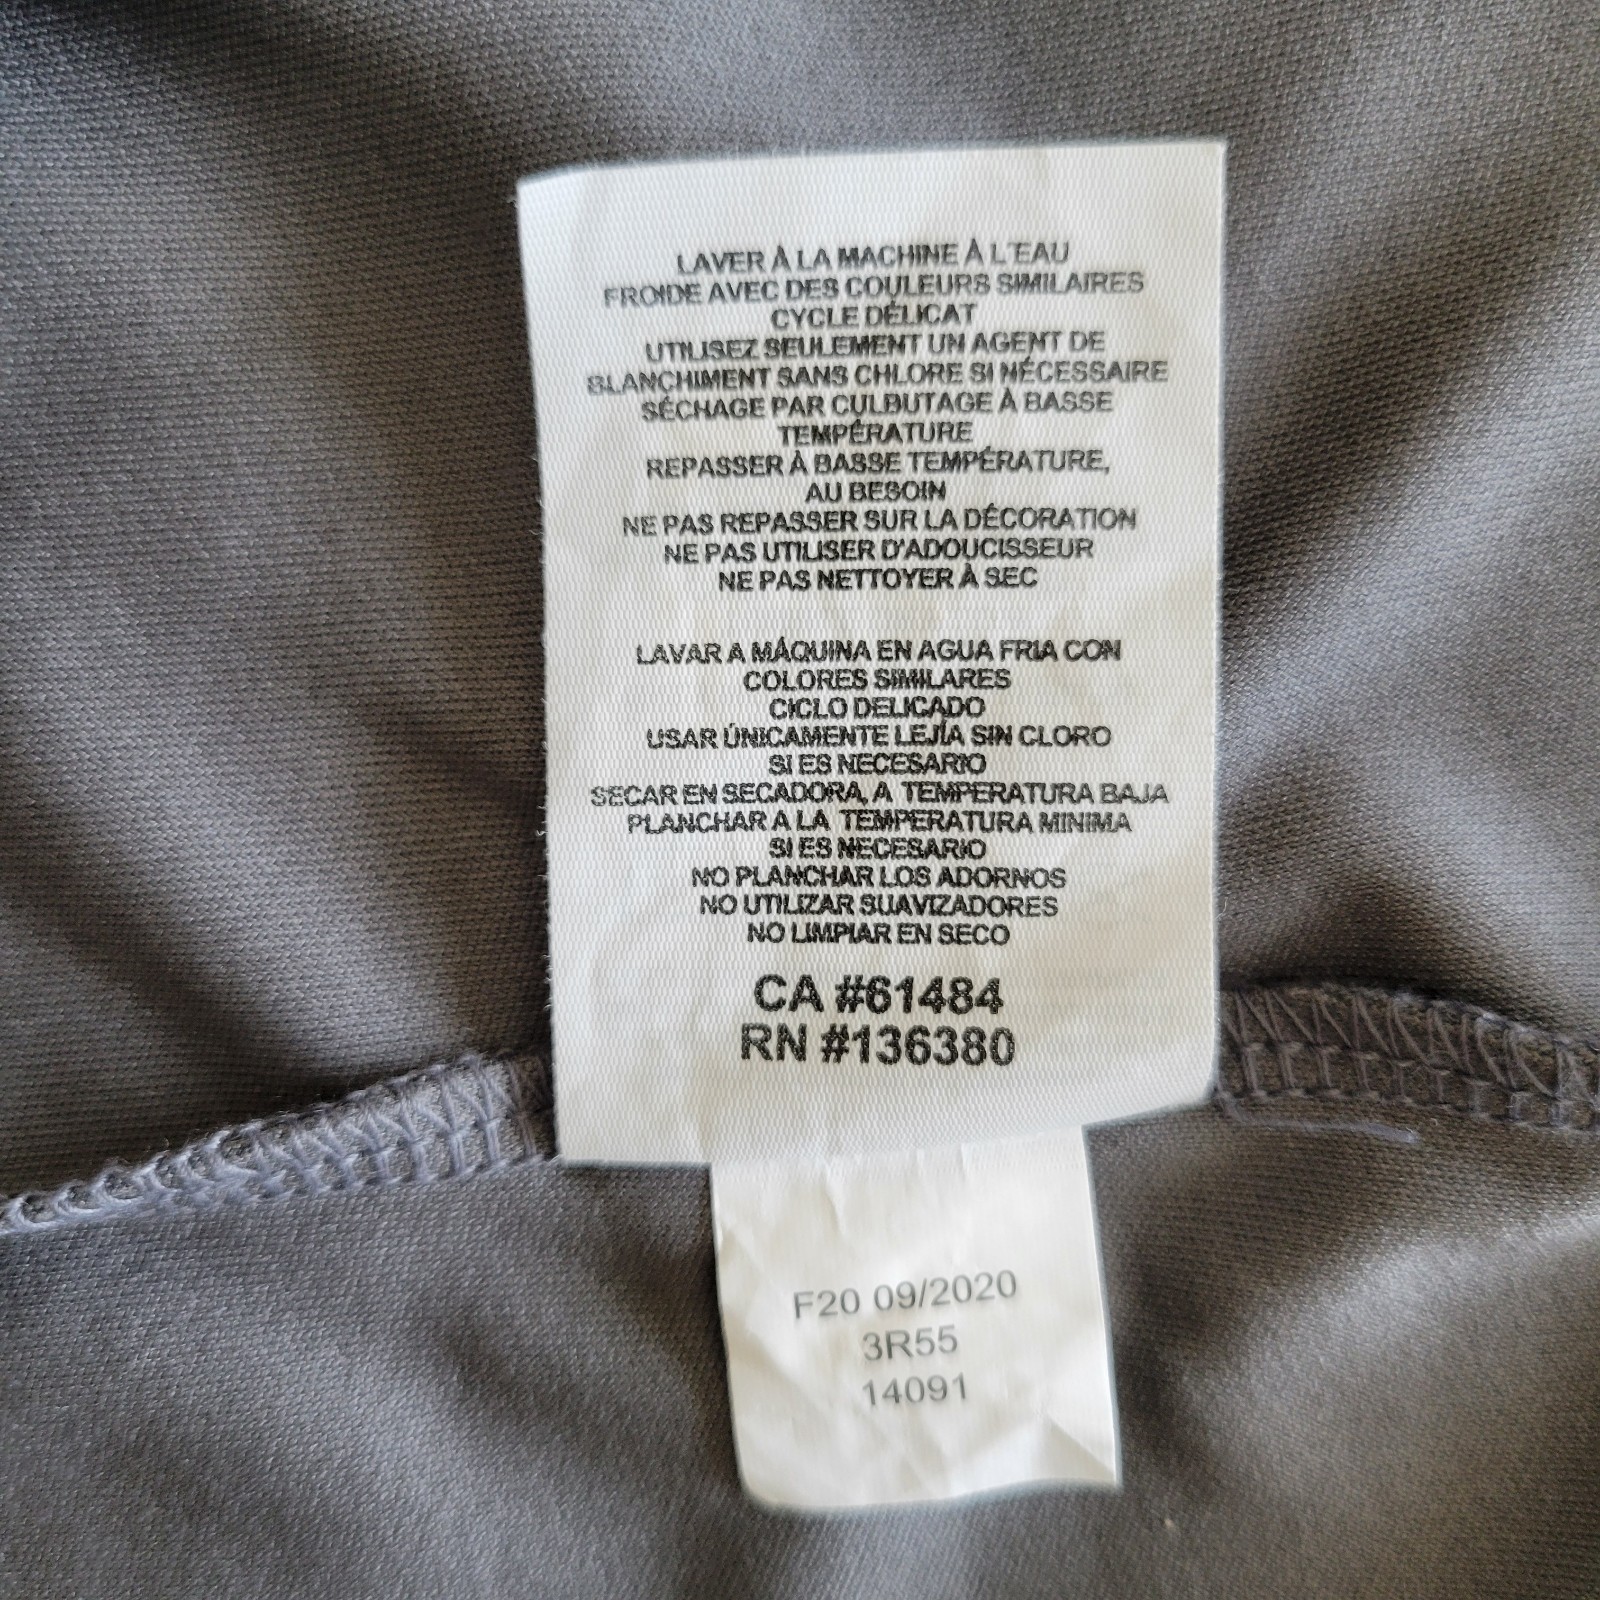 LAVER À LA MACHINE À L'EAU
FROIDE AVEC DES COULEURS SIMILAIRES
CYCLE DÉLICAT
UTILISEZ SEULEMENT UN AGENT DE
BLANCHIMENT SANS CHLORE SI NÉCESSAIRE
SÉCHAGE PAR CULBUTAGE À BASSE
TEMPÉRATURE
REPASSER À BASSE TEMPÉRATURE,
AU BESOIN
NE PAS REPASSER SUR LA DÉCORATION
NE PAS UTILISER D'ADOUCISSEUR
NE PAS NETTOYER À SEC
LAVAR A MÁQUINA EN AGUA FRIA CON
COLORES SIMILARES
CICLO DELICADO
USAR ÚNICAMENTE LEJÍA SIN CLORO
SI ES NECESARIO
SECAR EN SECADORA, A TEMPERATURA BAJA
PLANCHAR A LA TEMPERATURA MINIMA
SI ES NECESARIO
NO PLANCHAR LOS ADORNOS
NO UTILIZAR SUAVIZADORES
NO LIMPIAR EN SECO
CA #61484
RN #136380
F20 09/2020
3R55
14091